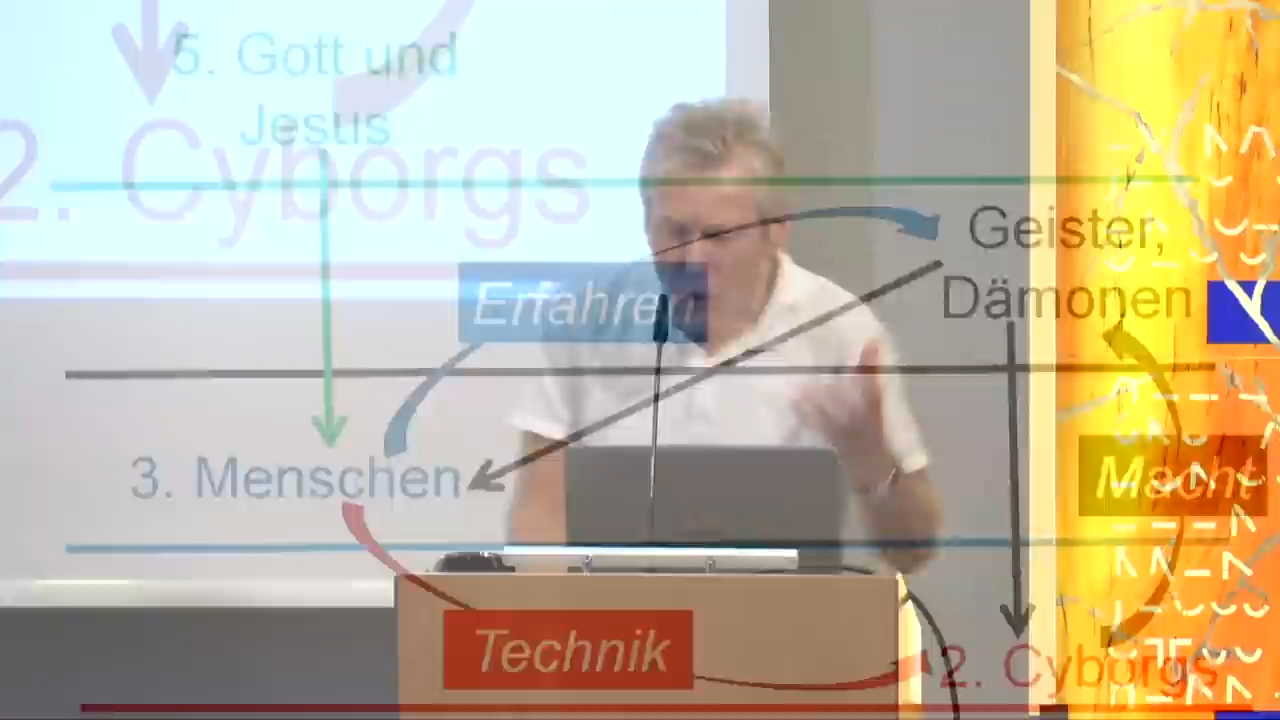 5. Gott und
Jesus
2. Cyborgs
Geister,
Dämonen
Erfahren
3. Menschen
Macht
Technik
2. Cyborgs